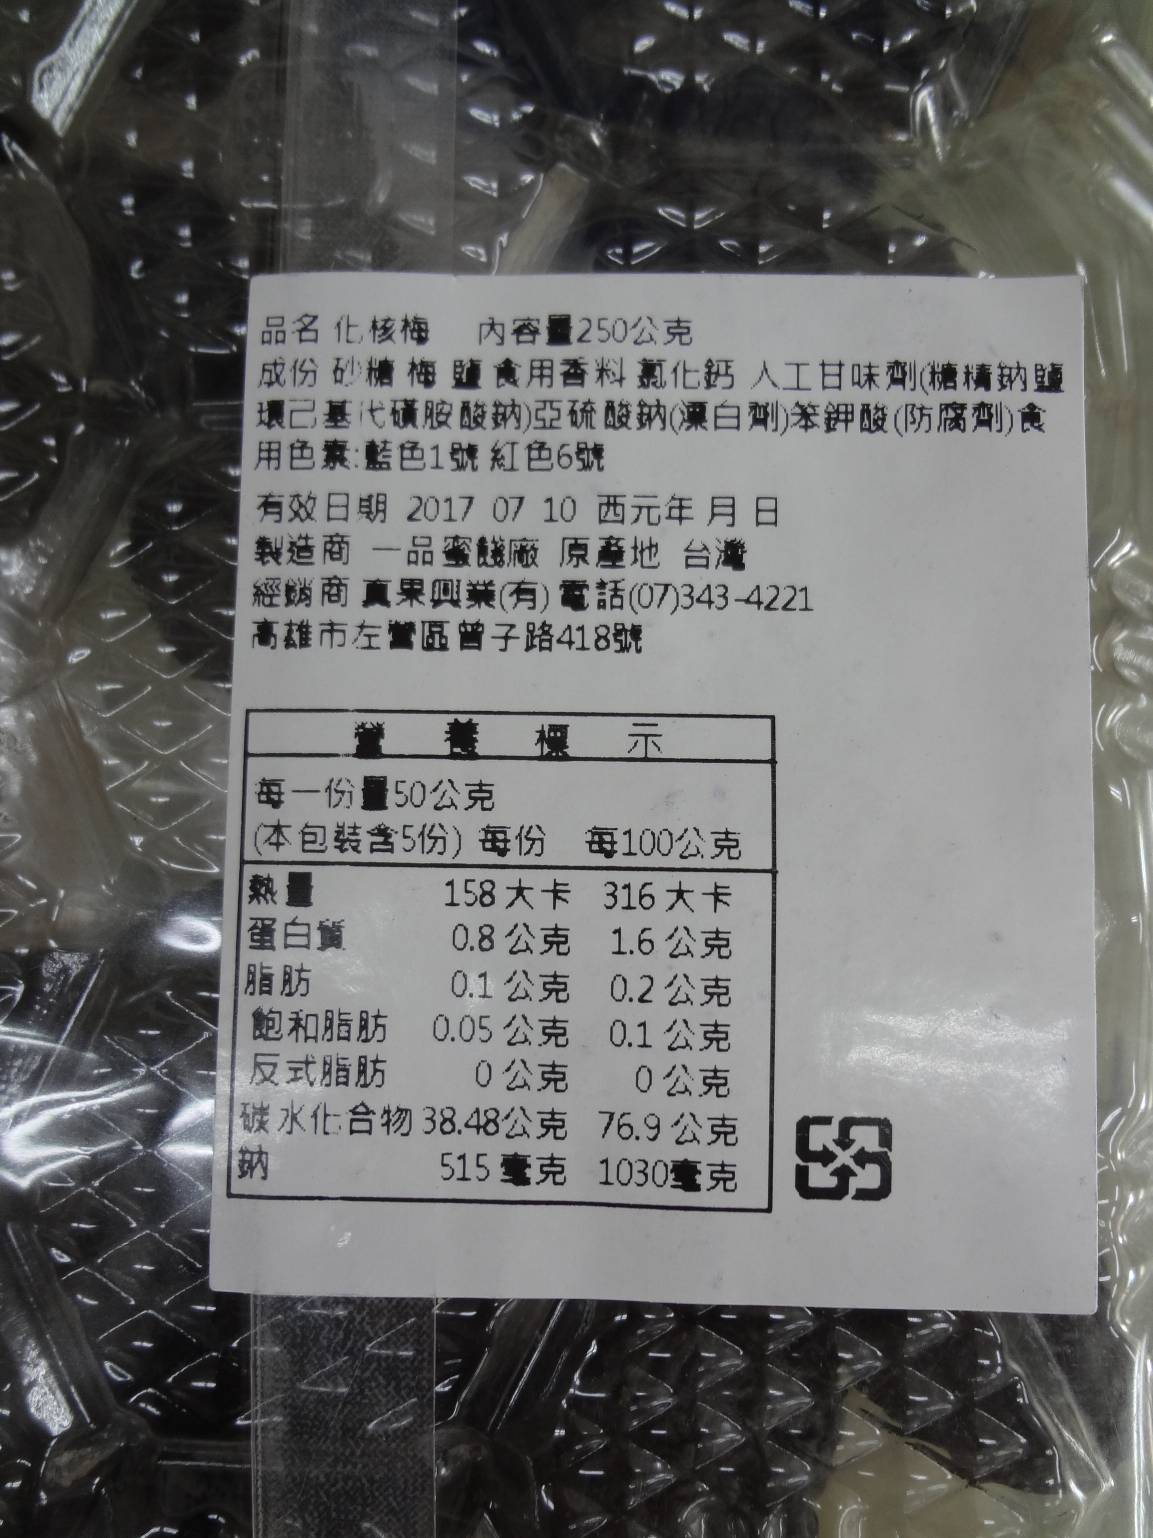 品名 化核梅 內容量250公克
成份 砂糖 梅 鹽 食用香料 氯化鈣 人工甘味劑(糖精鈉鹽
環己基代磺胺酸鈉)亞硫酸鈉(漂白劑)苯鉀酸(防腐劑)食
用色素:藍色1號 紅色6號
有效日期 2017 07 10 西元年 月 日
製造商 一品蜜餞廠 原產地 台灣
經銷商 真果興業(有) 電話(07)343-4221
高雄市左營區曾子路418號
營養標示
每一份量50公克
(本包裝含5份) 每份 每100公克
熱量 158 大卡 316 大卡
蛋白質 0.8 公克 1.6 公克
脂肪 0.1 公克 0.2 公克
飽和脂肪 0.05 公克 0.1 公克
反式脂肪 0 公克 0 公克
碳水化合物 38.48公克 76.9 公克
鈉 515 毫克 1030毫克